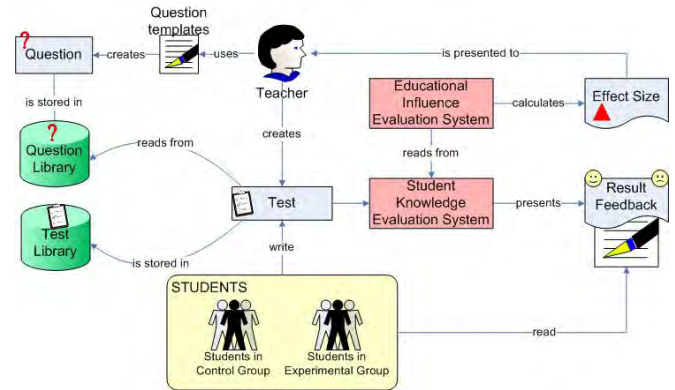 Question
templates
?
Question
creates
uses
Teacher
is presented to
is stored in
Educational
Influence
Evaluation System
calculates
Effect Size
?
Question
Library
reads from
creates
reads from
Test
Library
Test
Student
Knowledge
Evaluation System
presents
Result
Feedback
is stored in
write
STUDENTS
Students in
Control Group
Students in
Experimental Group
read